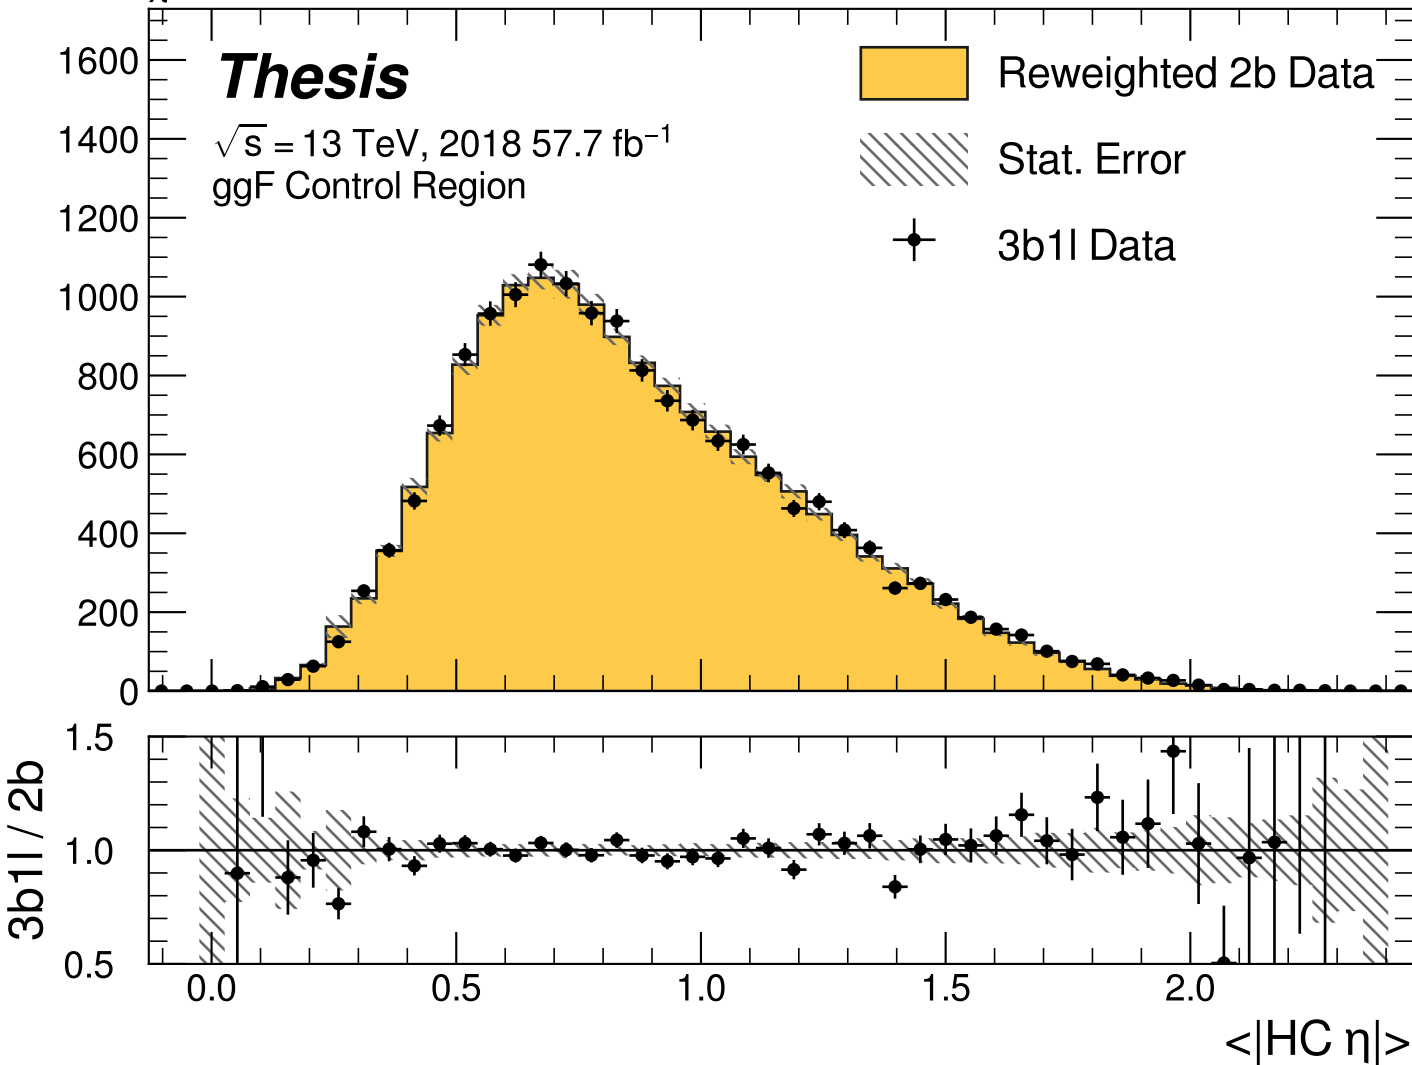 Thesis
√s = 13 TeV, 2018 57.7 fb⁻¹
ggF Control Region
Reweighted 2b Data
Stat. Error
3b1l Data
1600
1400
1200
1000
800
600
400
200
0
3b1l / 2b
1.5
1.0
0.5
0.0 0.5 1.0 1.5 2.0
<|HC η|>